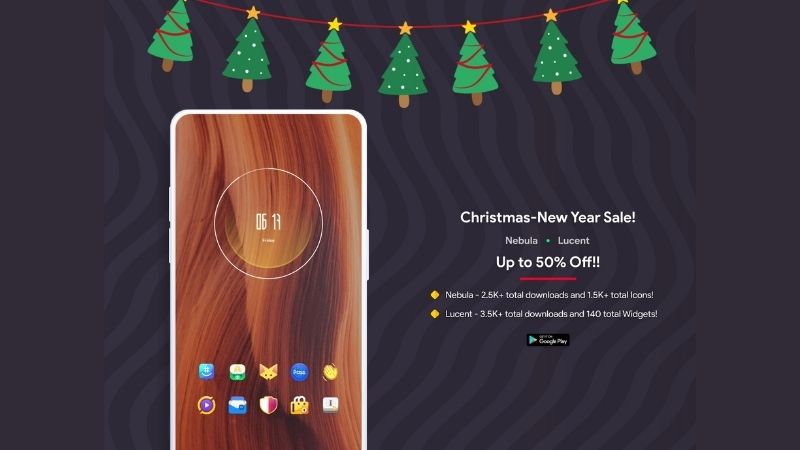 06 17
Friday
Christmas-New Year Sale!
Nebula • Lucent
Up to 50% Off!!
Nebula - 2.5K+ total downloads and 1.5K+ total Icons!
Lucent - 3.5K+ total downloads and 140 total Widgets!
GET IT ON
Google Play